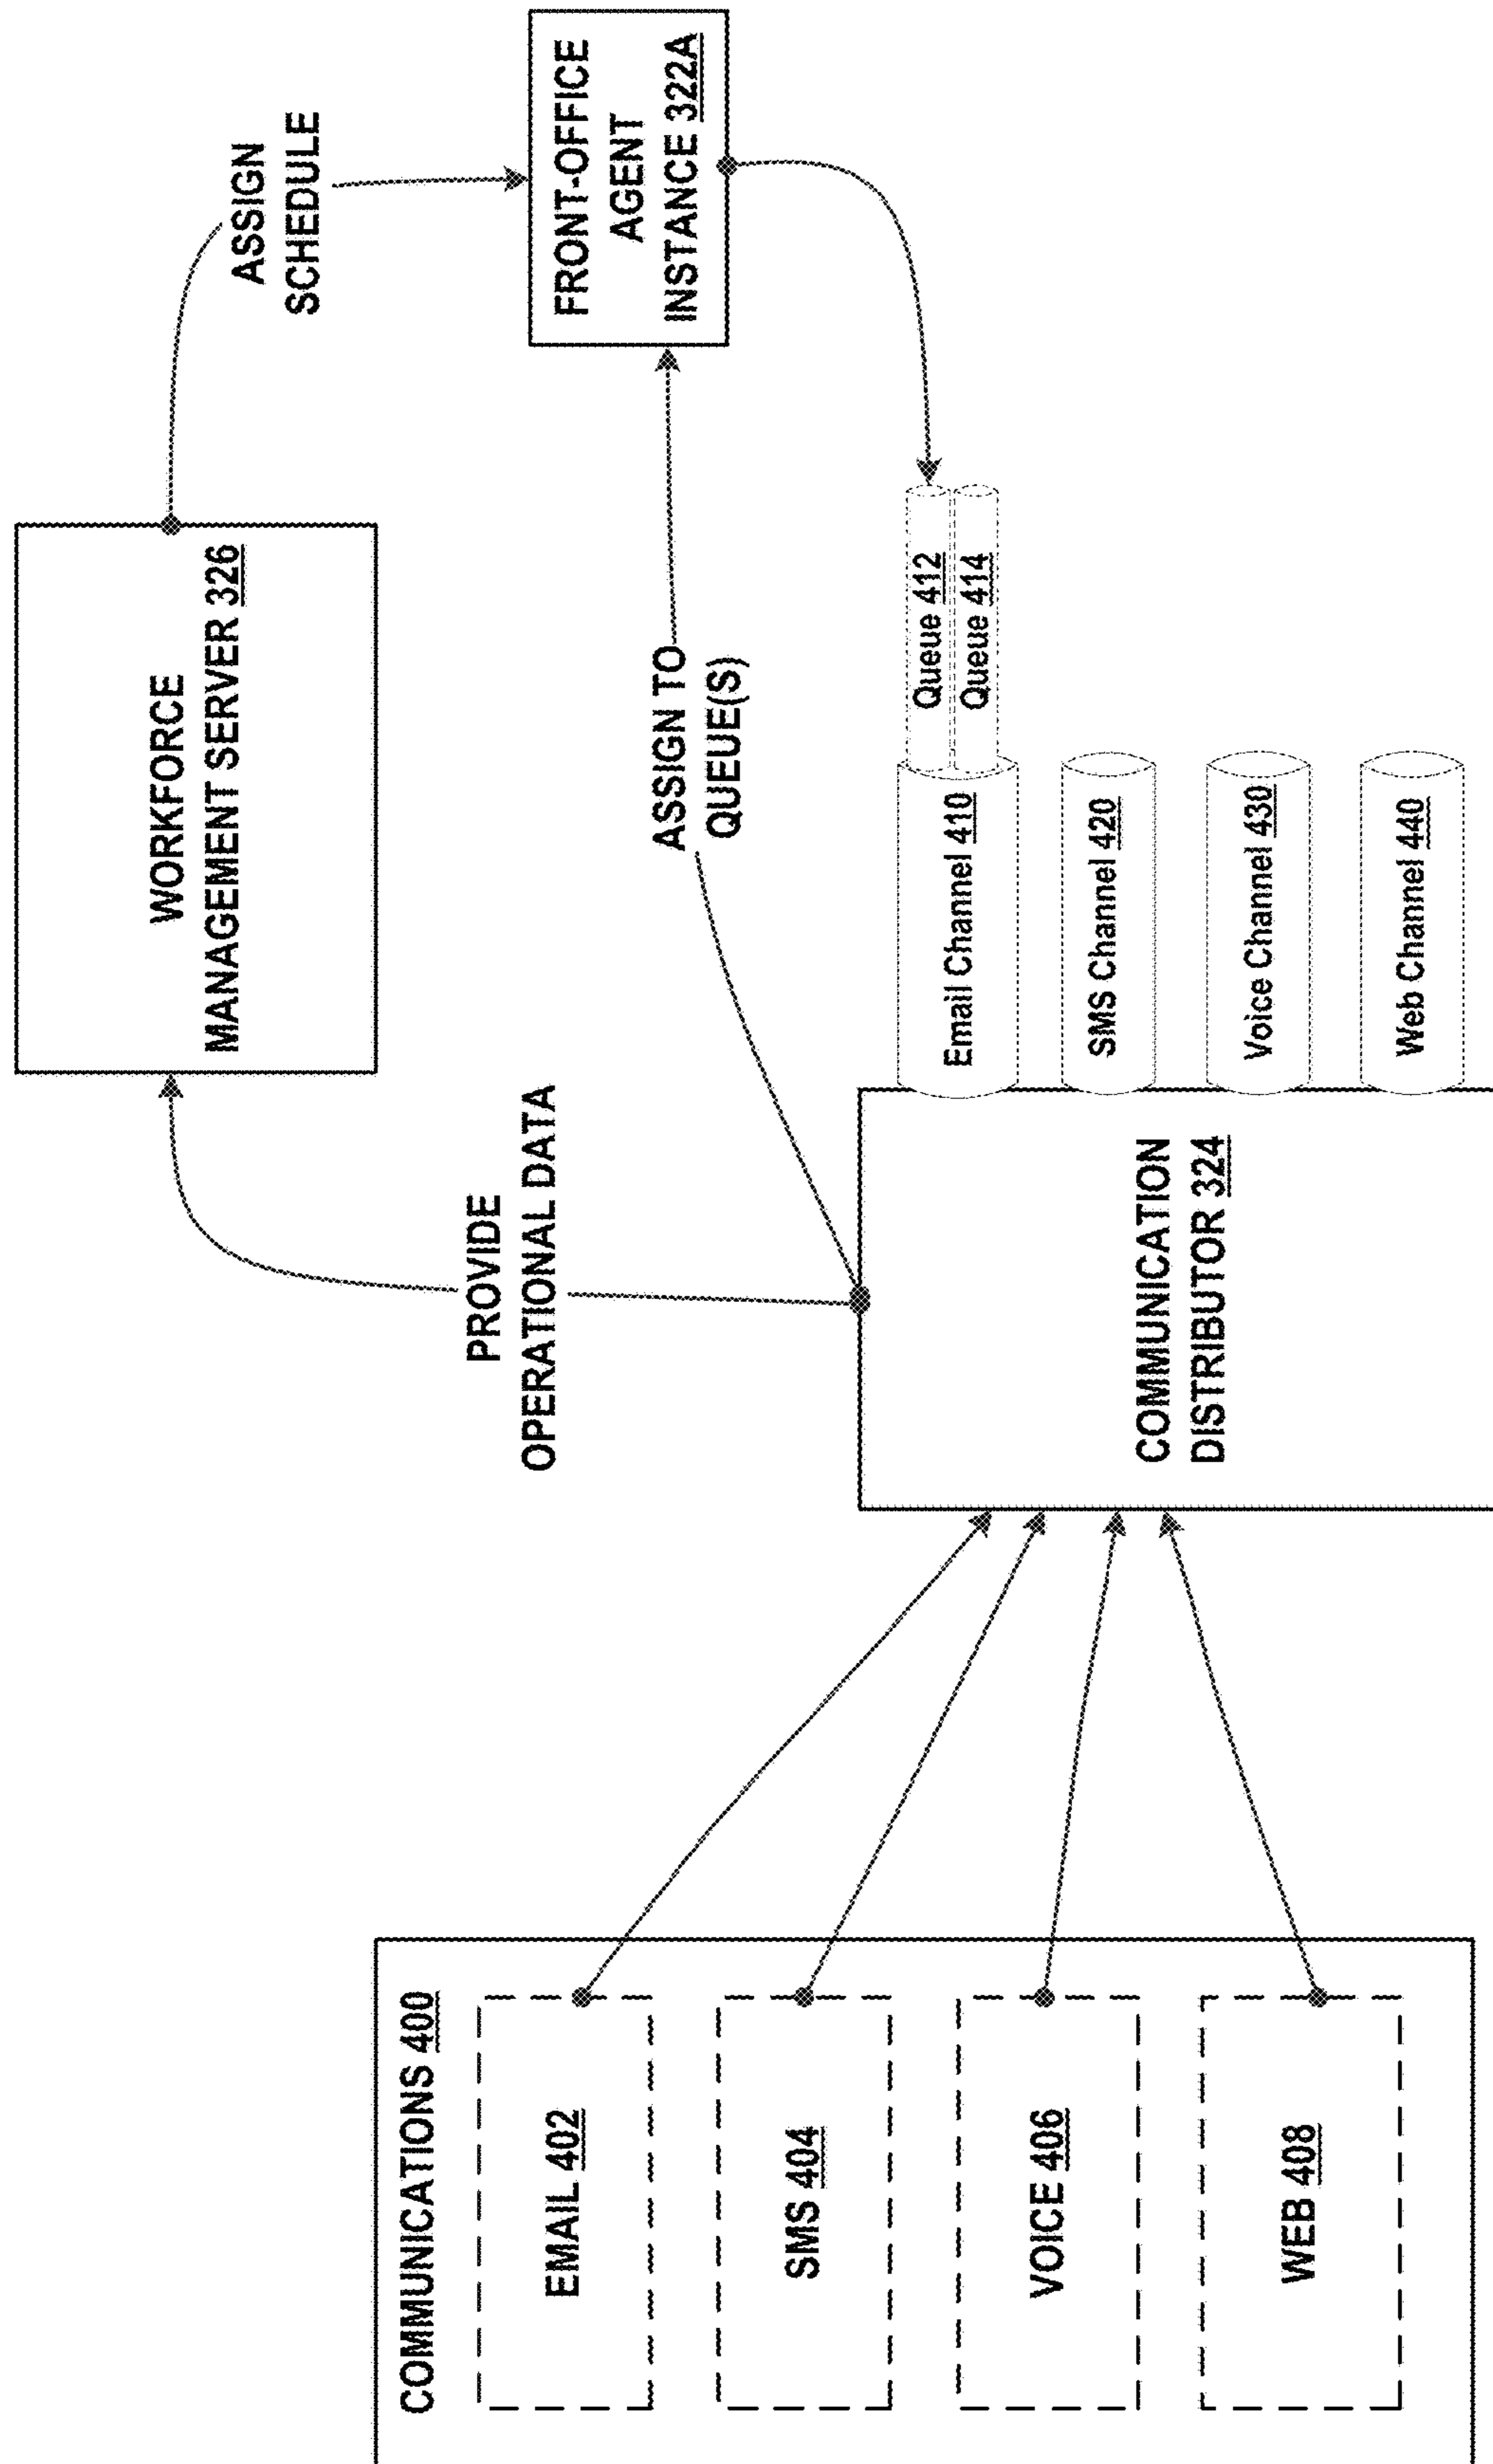 COMMUNICATIONS 400
EMAIL 402
SMS 404
VOICE 406
WEB 408
PROVIDE
OPERATIONAL DATA
WORKFORCE
MANAGEMENT SERVER 326
ASSIGN
SCHEDULE
ASSIGN TO
QUEUE(S)
FRONT-OFFICE
AGENT
INSTANCE 322A
COMMUNICATION
DISTRIBUTOR 324
Email Channel 410
Queue 412
Queue 414
SMS Channel 420
Voice Channel 430
Web Channel 440